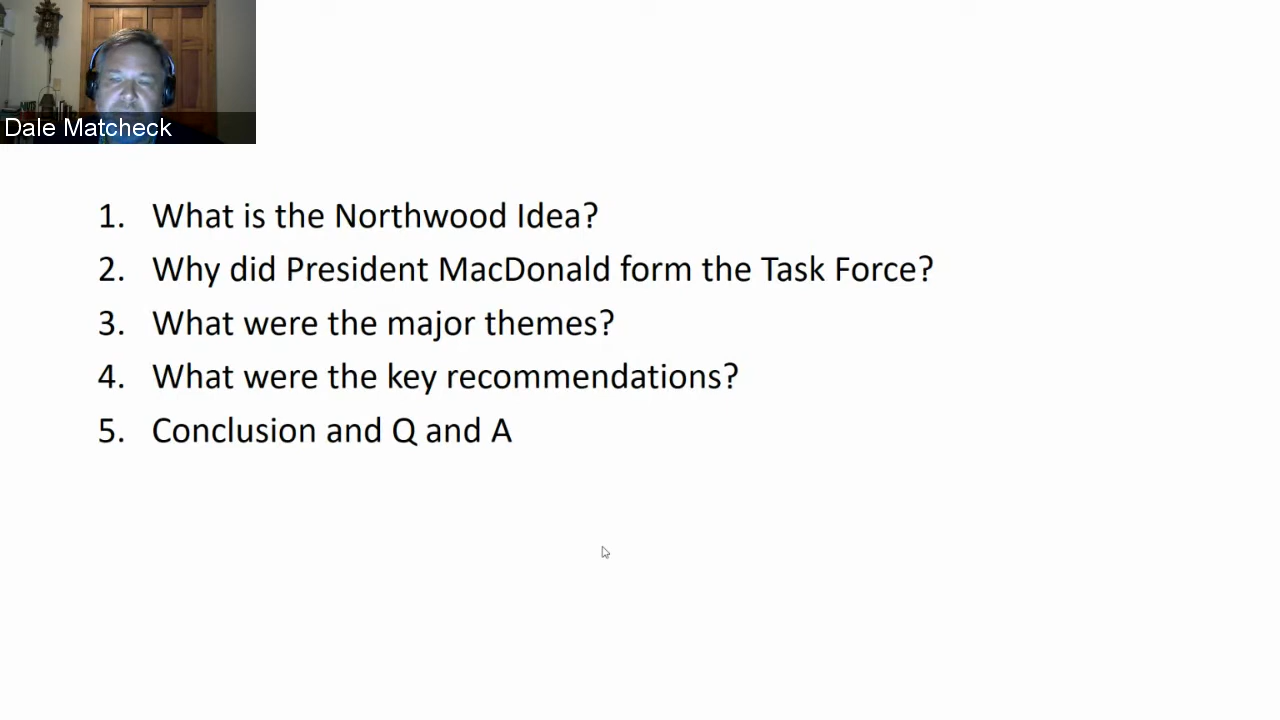 Dale Matcheck
1. What is the Northwood Idea?
2. Why did President MacDonald form the Task Force?
3. What were the major themes?
4. What were the key recommendations?
5. Conclusion and Q and A